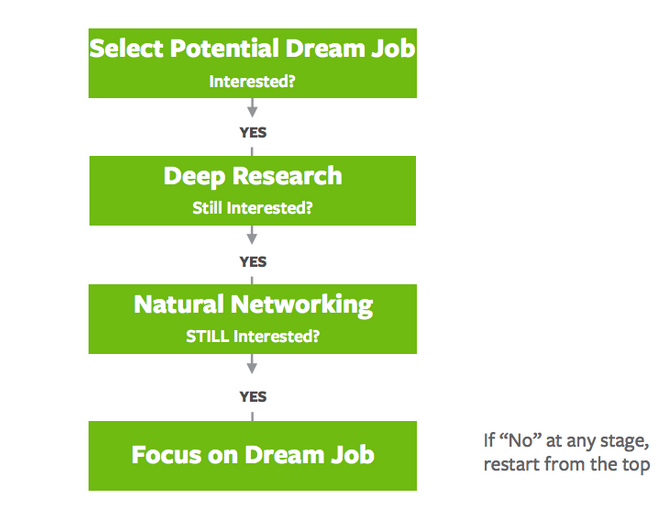 Select Potential Dream Job
Interested?
YES
Deep Research
Still Interested?
YES
Natural Networking
STILL Interested?
YES
Focus on Dream Job
If “No” at any stage,
restart from the top